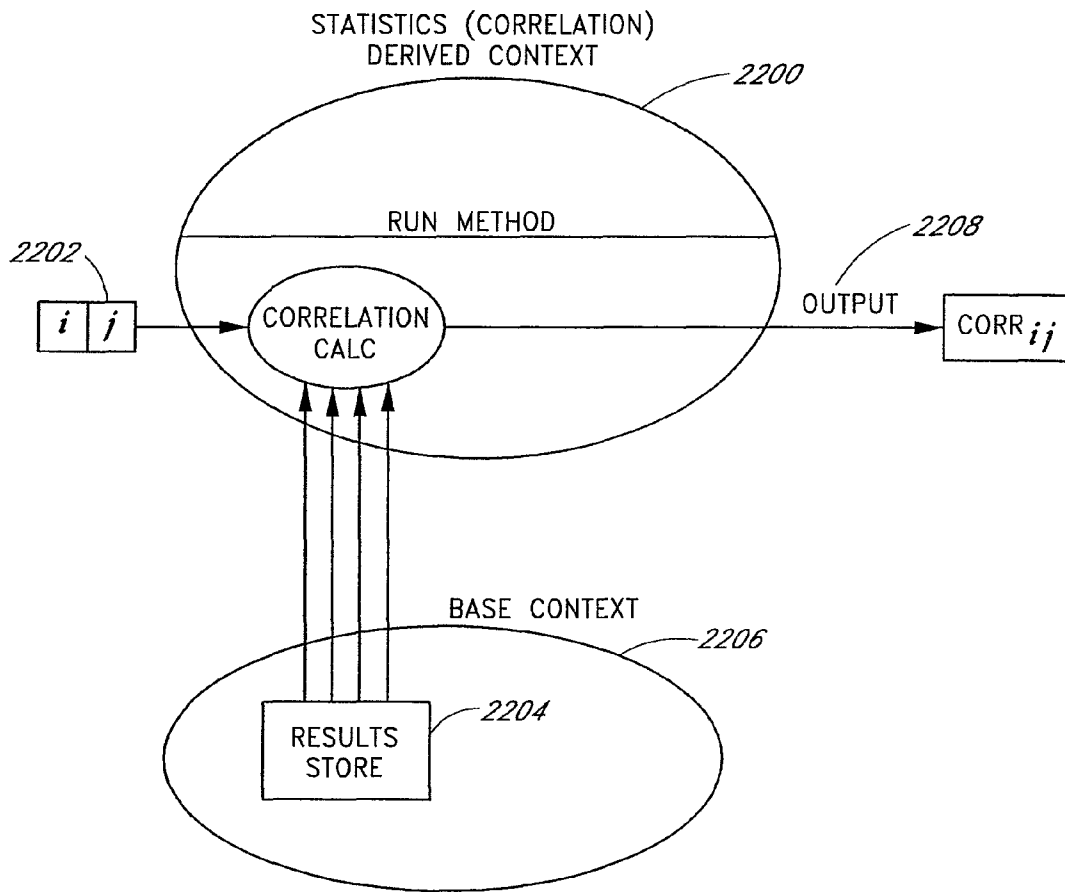 STATISTICS (CORRELATION)
DERIVED CONTEXT
2200
RUN METHOD
2202
2208
i j
CORRELATION
CALC
OUTPUT
CORR ij
BASE CONTEXT
2206
2204
RESULTS
STORE